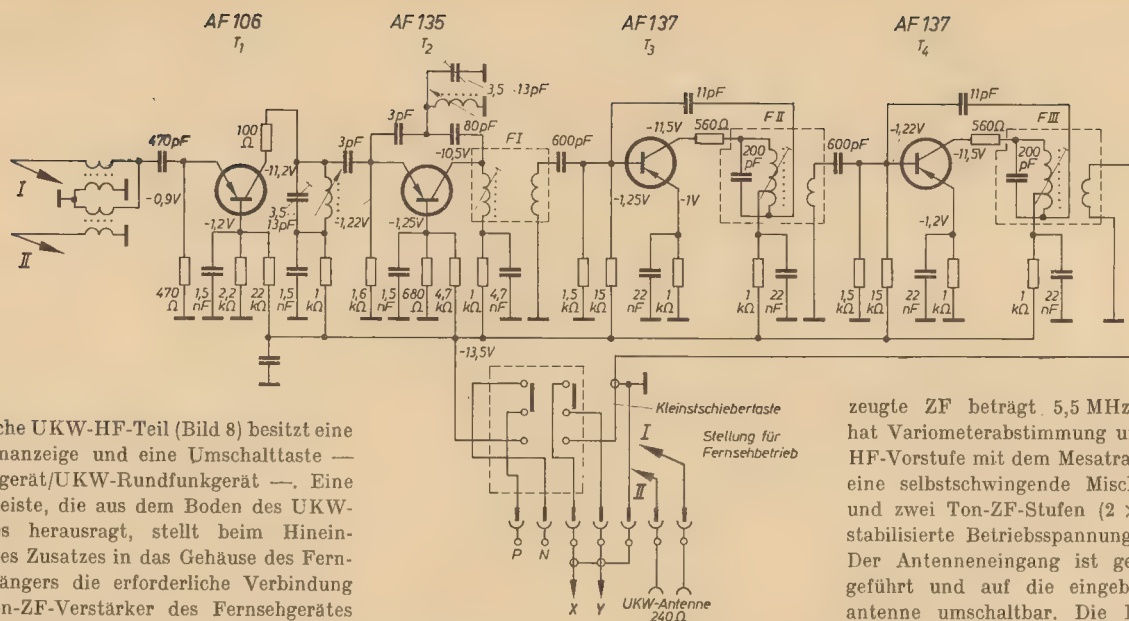 AF 106
T1
AF 135
T2
AF 137
T3
AF 137
T4
3,5 - 13pF
11pF
11pF
470pF
100 Ω
3pF
3pF
80pF
F I
600pF
-11,5V
560Ω
F II
200 pF
600pF
-1,22V
-11,5V
560Ω
F III
200 pF
I
II
-0,9V
-11,2V
-10,5V
3,5 13pF
-1,22V
-1,2V
-1,25V
-1,25V
-1V
-1,2V
470 Ω
1,5 nF
2,2 kΩ
22 kΩ
1,5 nF
1 kΩ
1,6 kΩ
1,5 nF
680 Ω
4,7 kΩ
1 kΩ
4,7 nF
1,5 kΩ
15 kΩ
22 nF
1 kΩ
1 kΩ
22 nF
1,5 kΩ
15 kΩ
22 nF
1 kΩ
1 kΩ
22 nF
-13,5V
Kleinstschiebertaste
Stellung für
Fernsehbetrieb
I
II
P
N
X
Y
UKW-Antenne
240Ω
che UKW-HF-Teil (Bild 8) besitzt eine
nanzeige und eine Umschalttaste —
gerät/UKW-Rundfunkgerät —. Eine
eiste, die aus dem Boden des UKW-
es herausragt, stellt beim Hinein-
es Zusatzes in das Gehäuse des Fern-
ängers die erforderliche Verbindung
n-ZF-Verstärker des Fernsehgerätes
zeugte ZF beträgt 5,5 MHz
hat Variometerabstimmung u
HF-Vorstufe mit dem Mesatra
eine selbstschwingende Misch
und zwei Ton-ZF-Stufen (2 ×
stabilisierte Betriebsspannung
Der Antenneneingang ist ge
geführt und auf die eingeb
antenne umschaltbar. Die